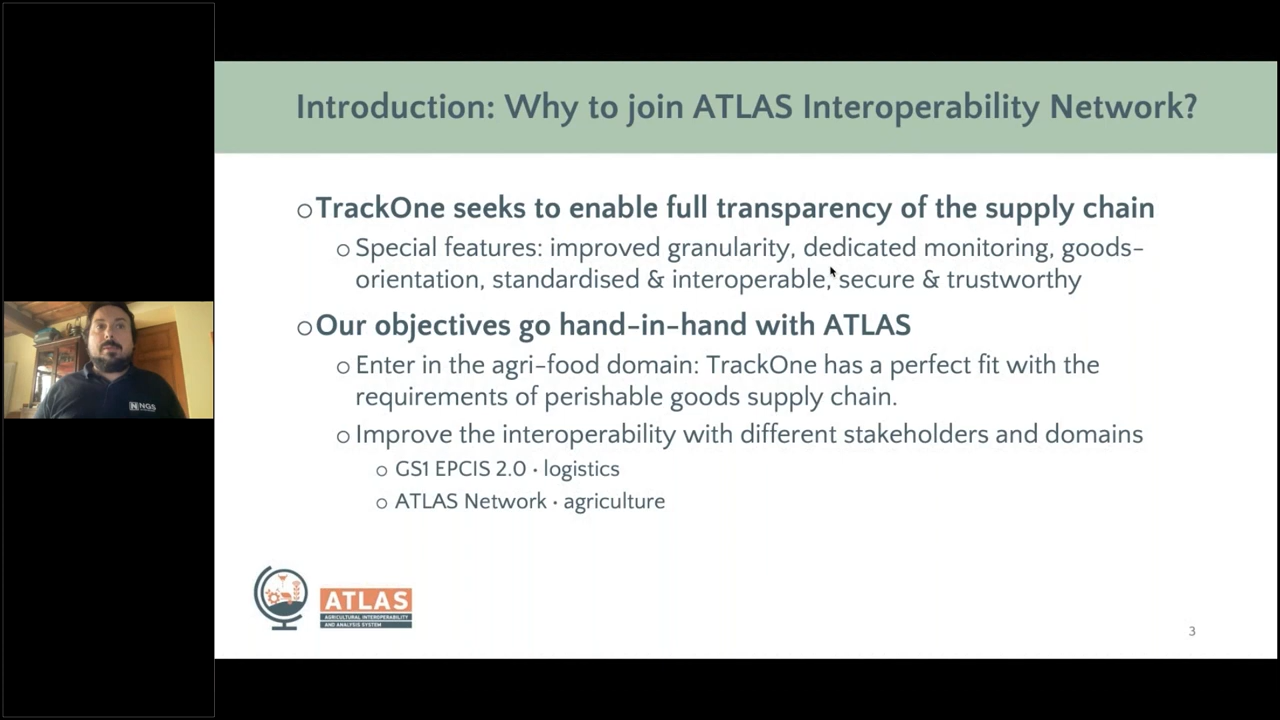 Introduction: Why to join ATLAS Interoperability Network?
○TrackOne seeks to enable full transparency of the supply chain
○ Special features: improved granularity, dedicated monitoring, goods-
orientation, standardised & interoperable, secure & trustworthy
○Our objectives go hand-in-hand with ATLAS
○ Enter in the agri-food domain: TrackOne has a perfect fit with the
requirements of perishable goods supply chain.
○ Improve the interoperability with different stakeholders and domains
○ GS1 EPCIS 2.0 · logistics
○ ATLAS Network · agriculture
ATLAS
AGRICULTURAL INTEROPERABILITY
AND ANALYSIS SYSTEM
3
NGS